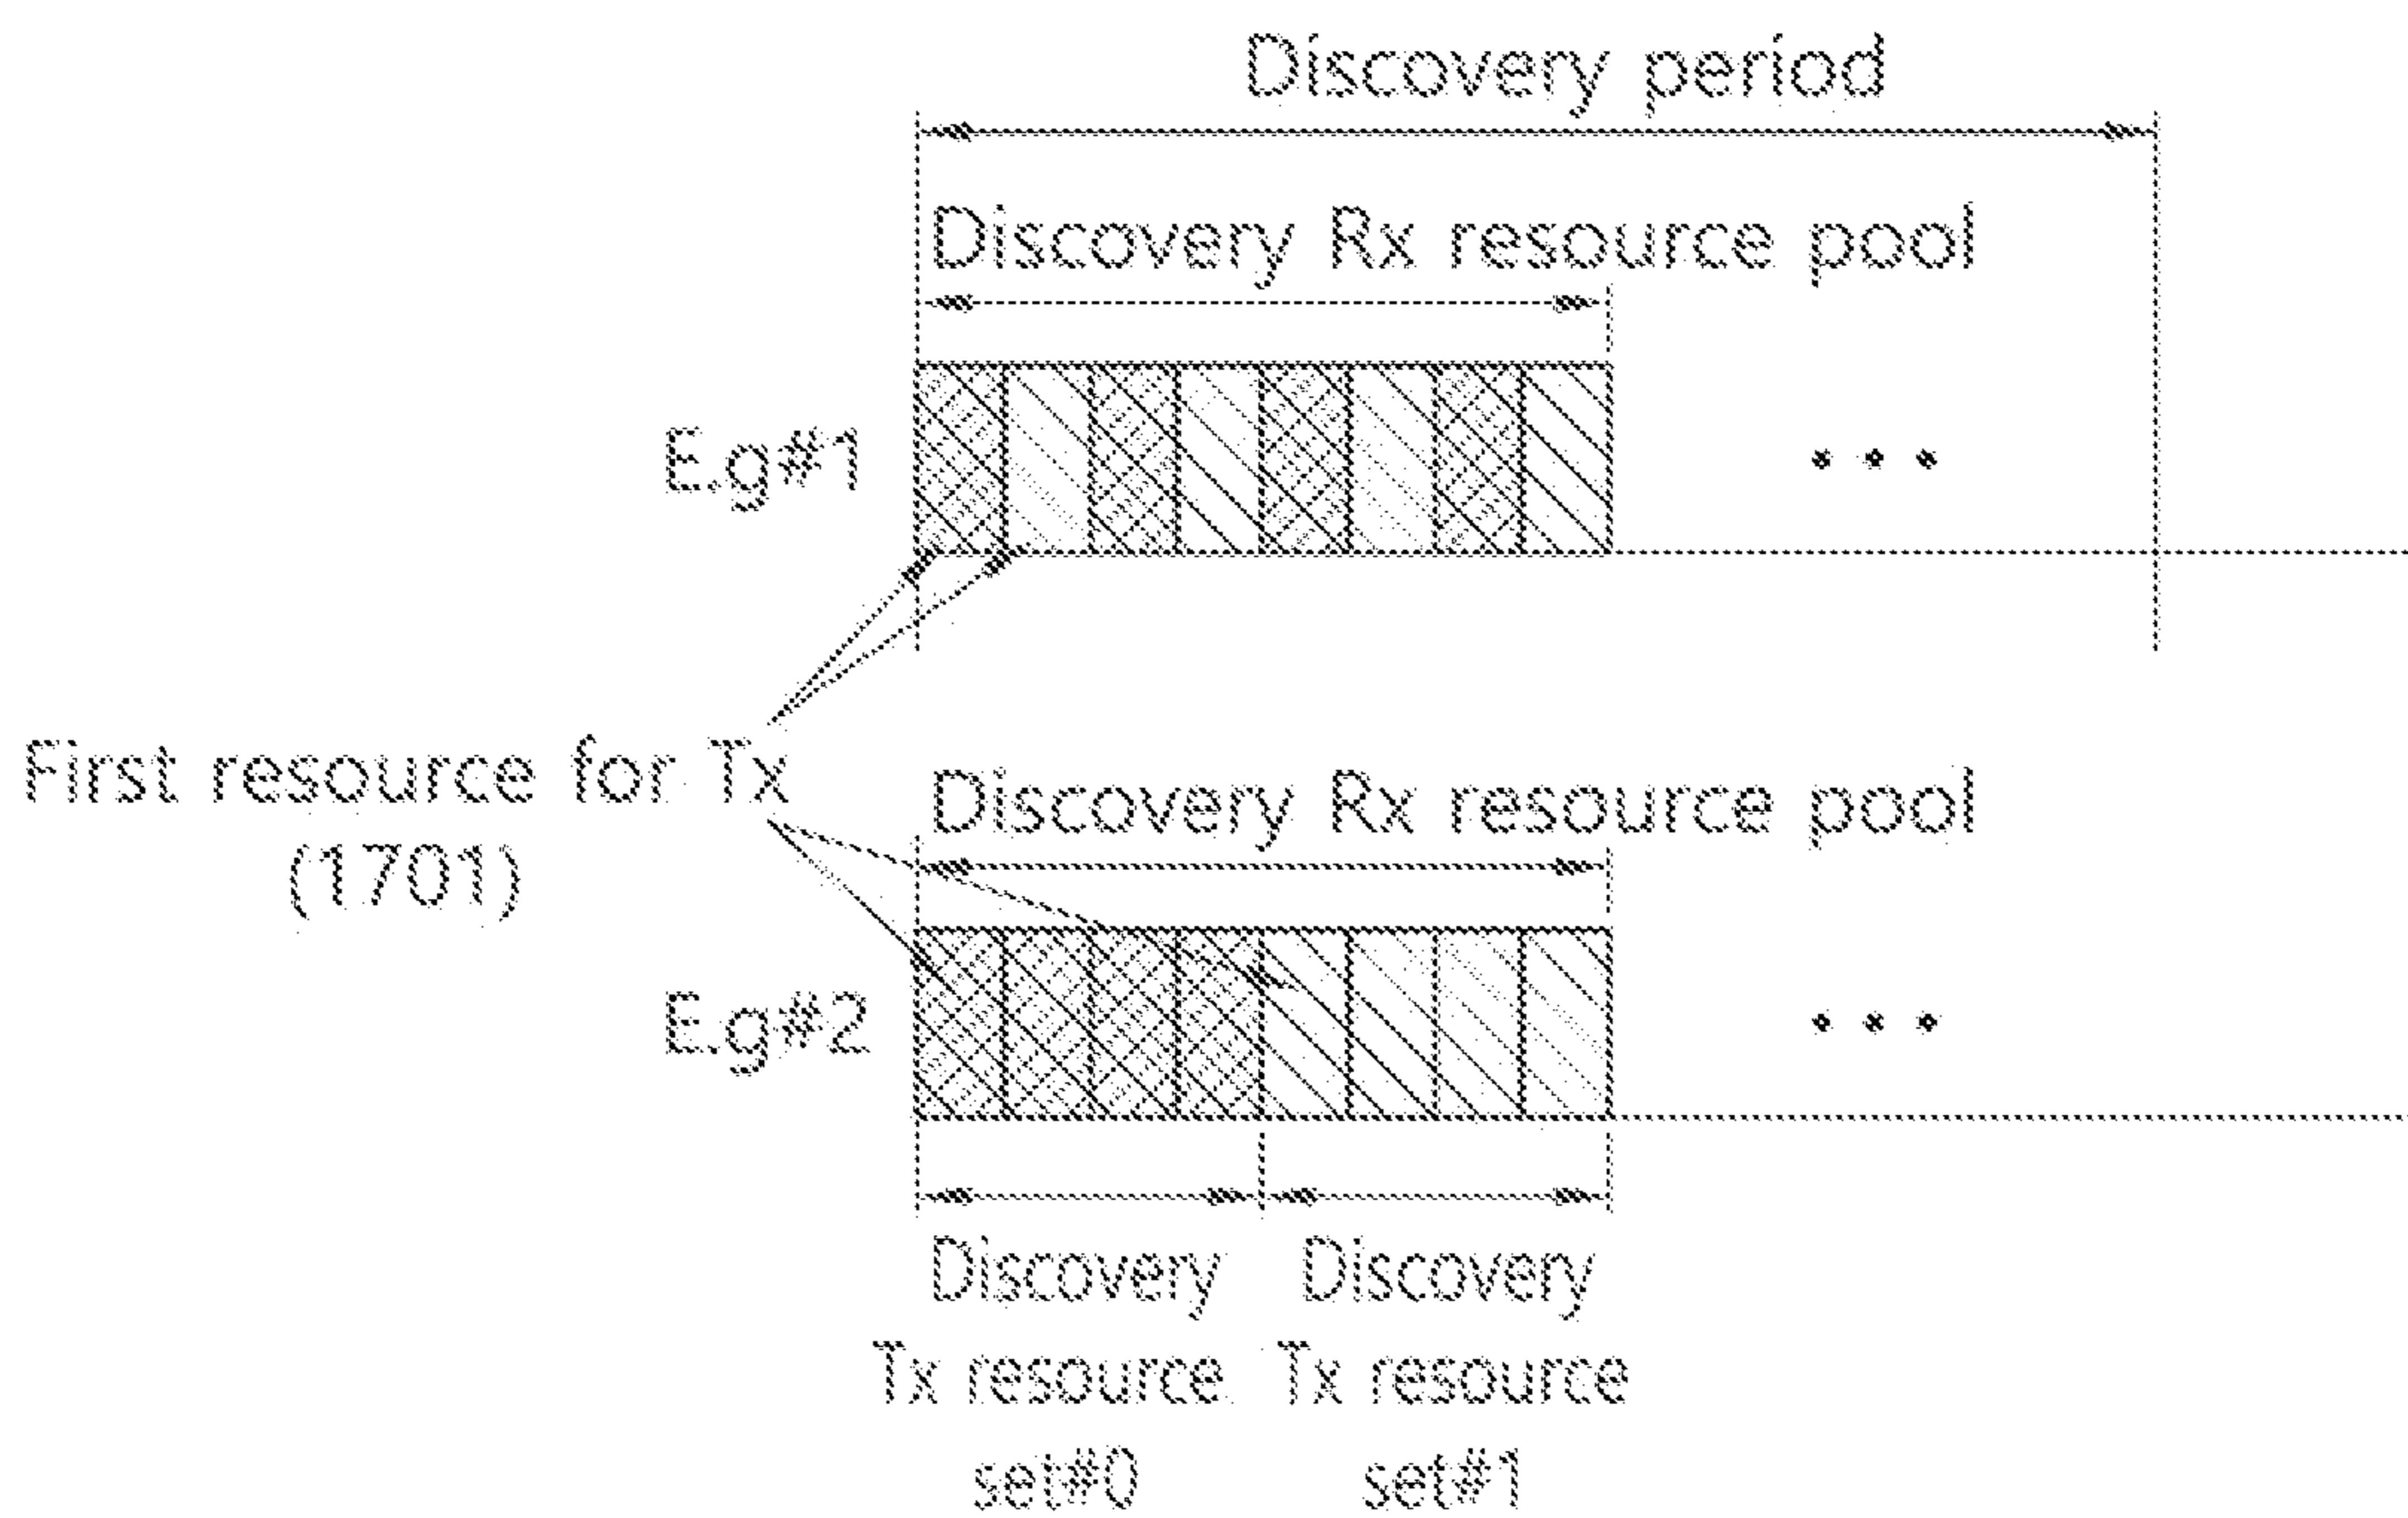 Discovery period
Discovery Rx resource pool
E.g#1
• • •
First resource for Tx
(1701)
Discovery Rx resource pool
E.g#2
• • •
Discovery Discovery
Tx resource Tx resource
set#0 set#1